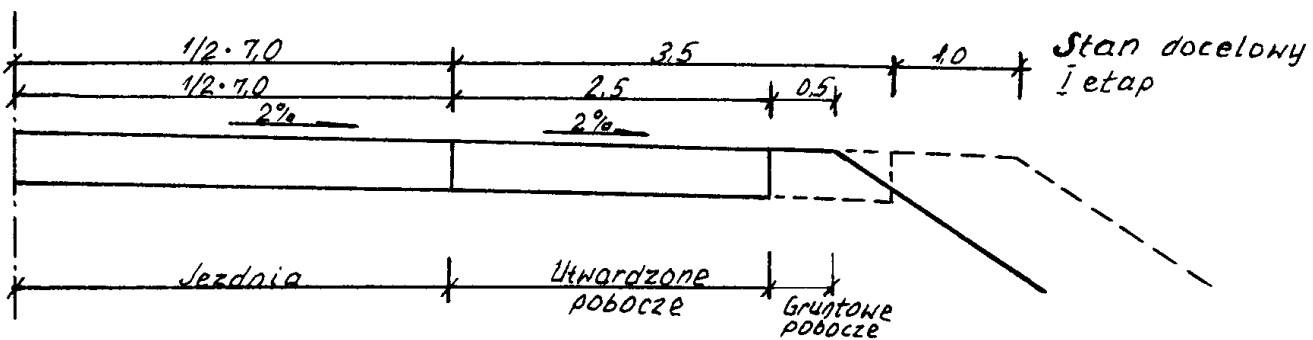 1/2·7,0 3,5 1,0 Stan docelowy
1/2·7,0 2,5 0,5 I etap
2% 2%
Jezdnia Utwardzone pobocze Gruntowe pobocze